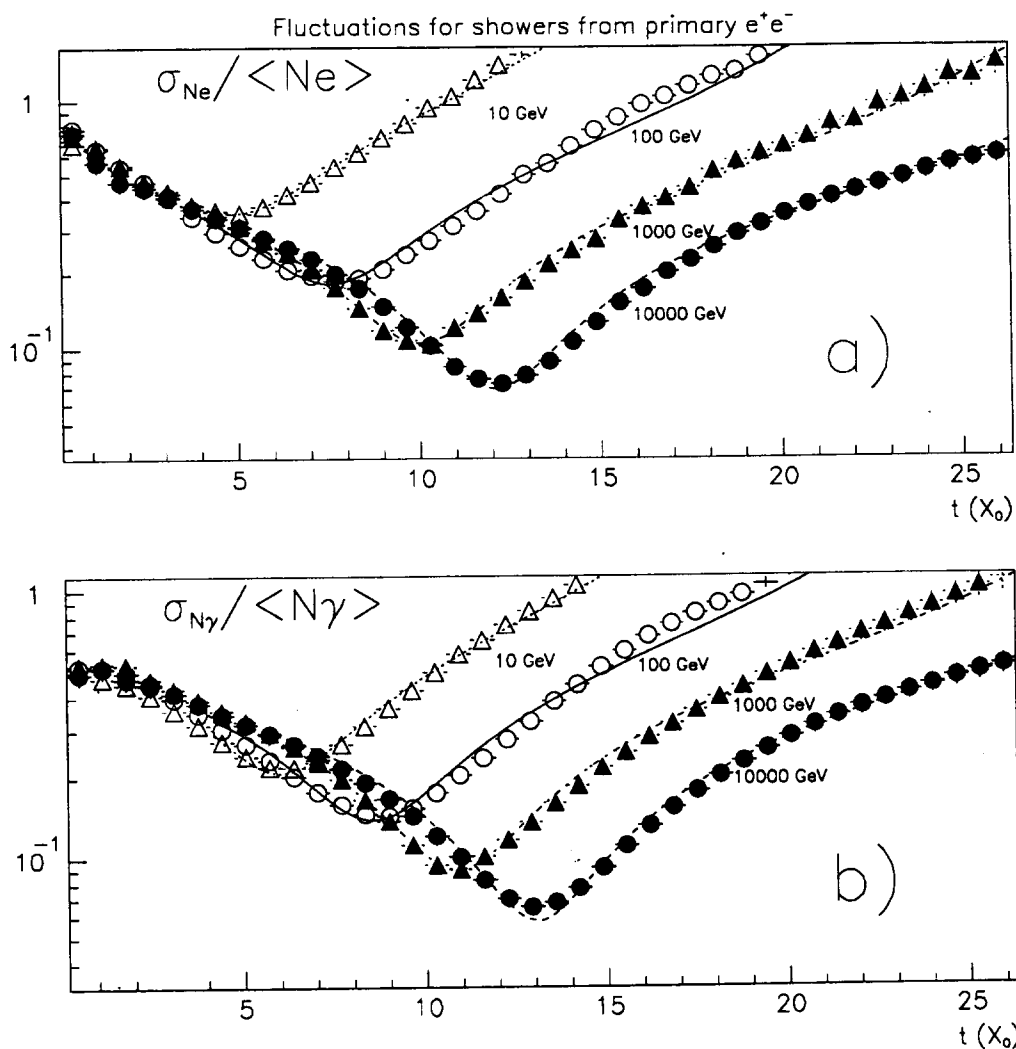 Fluctuations for showers from primary e⁺e⁻
σ_Ne / <Ne>
10 GeV
100 GeV
1000 GeV
10000 GeV
1
10⁻¹
a)
5 10 15 20 25
t (X₀)
σ_Nγ / <Nγ>
10 GeV
100 GeV
1000 GeV
10000 GeV
1
10⁻¹
b)
5 10 15 20 25
t (X₀)